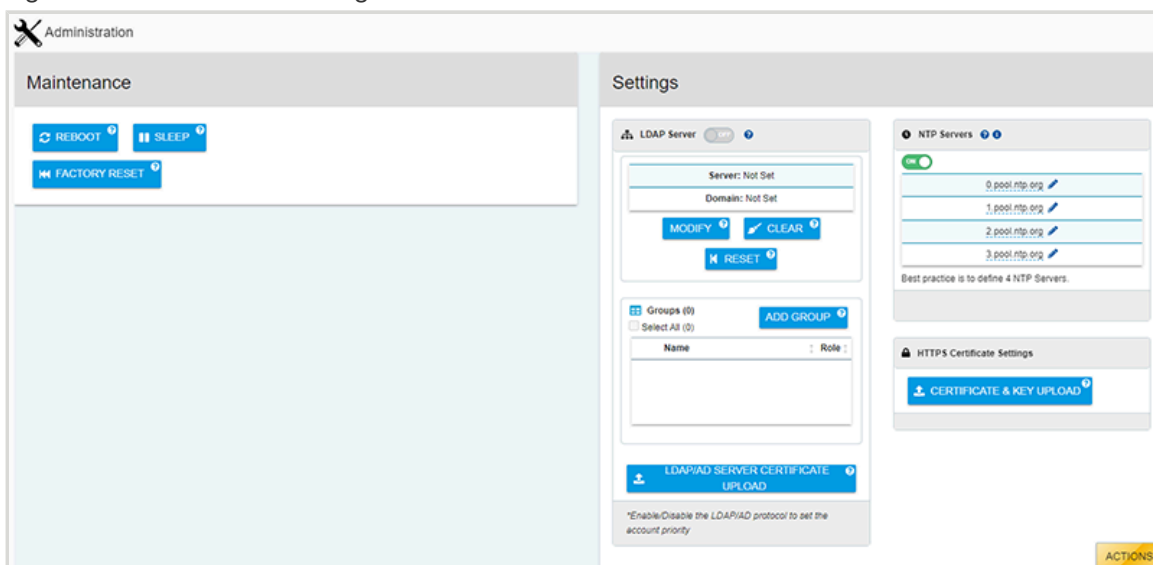 Administration
Maintenance
REBOOT ?
SLEEP ?
FACTORY RESET ?
Settings
LDAP Server OFF ?
Server: Not Set
Domain: Not Set
MODIFY ?
CLEAR ?
RESET ?
Groups (0)
Select All (0)
ADD GROUP ?
Name
Role
LDAP/AD SERVER CERTIFICATE ?
UPLOAD
*Enable/Disable the LDAP/AD protocol to set the
account priority
NTP Servers ?
ON
0.pool.ntp.org
1.pool.ntp.org
2.pool.ntp.org
3.pool.ntp.org
Best practice is to define 4 NTP Servers.
HTTPS Certificate Settings
CERTIFICATE & KEY UPLOAD ?
ACTIONS